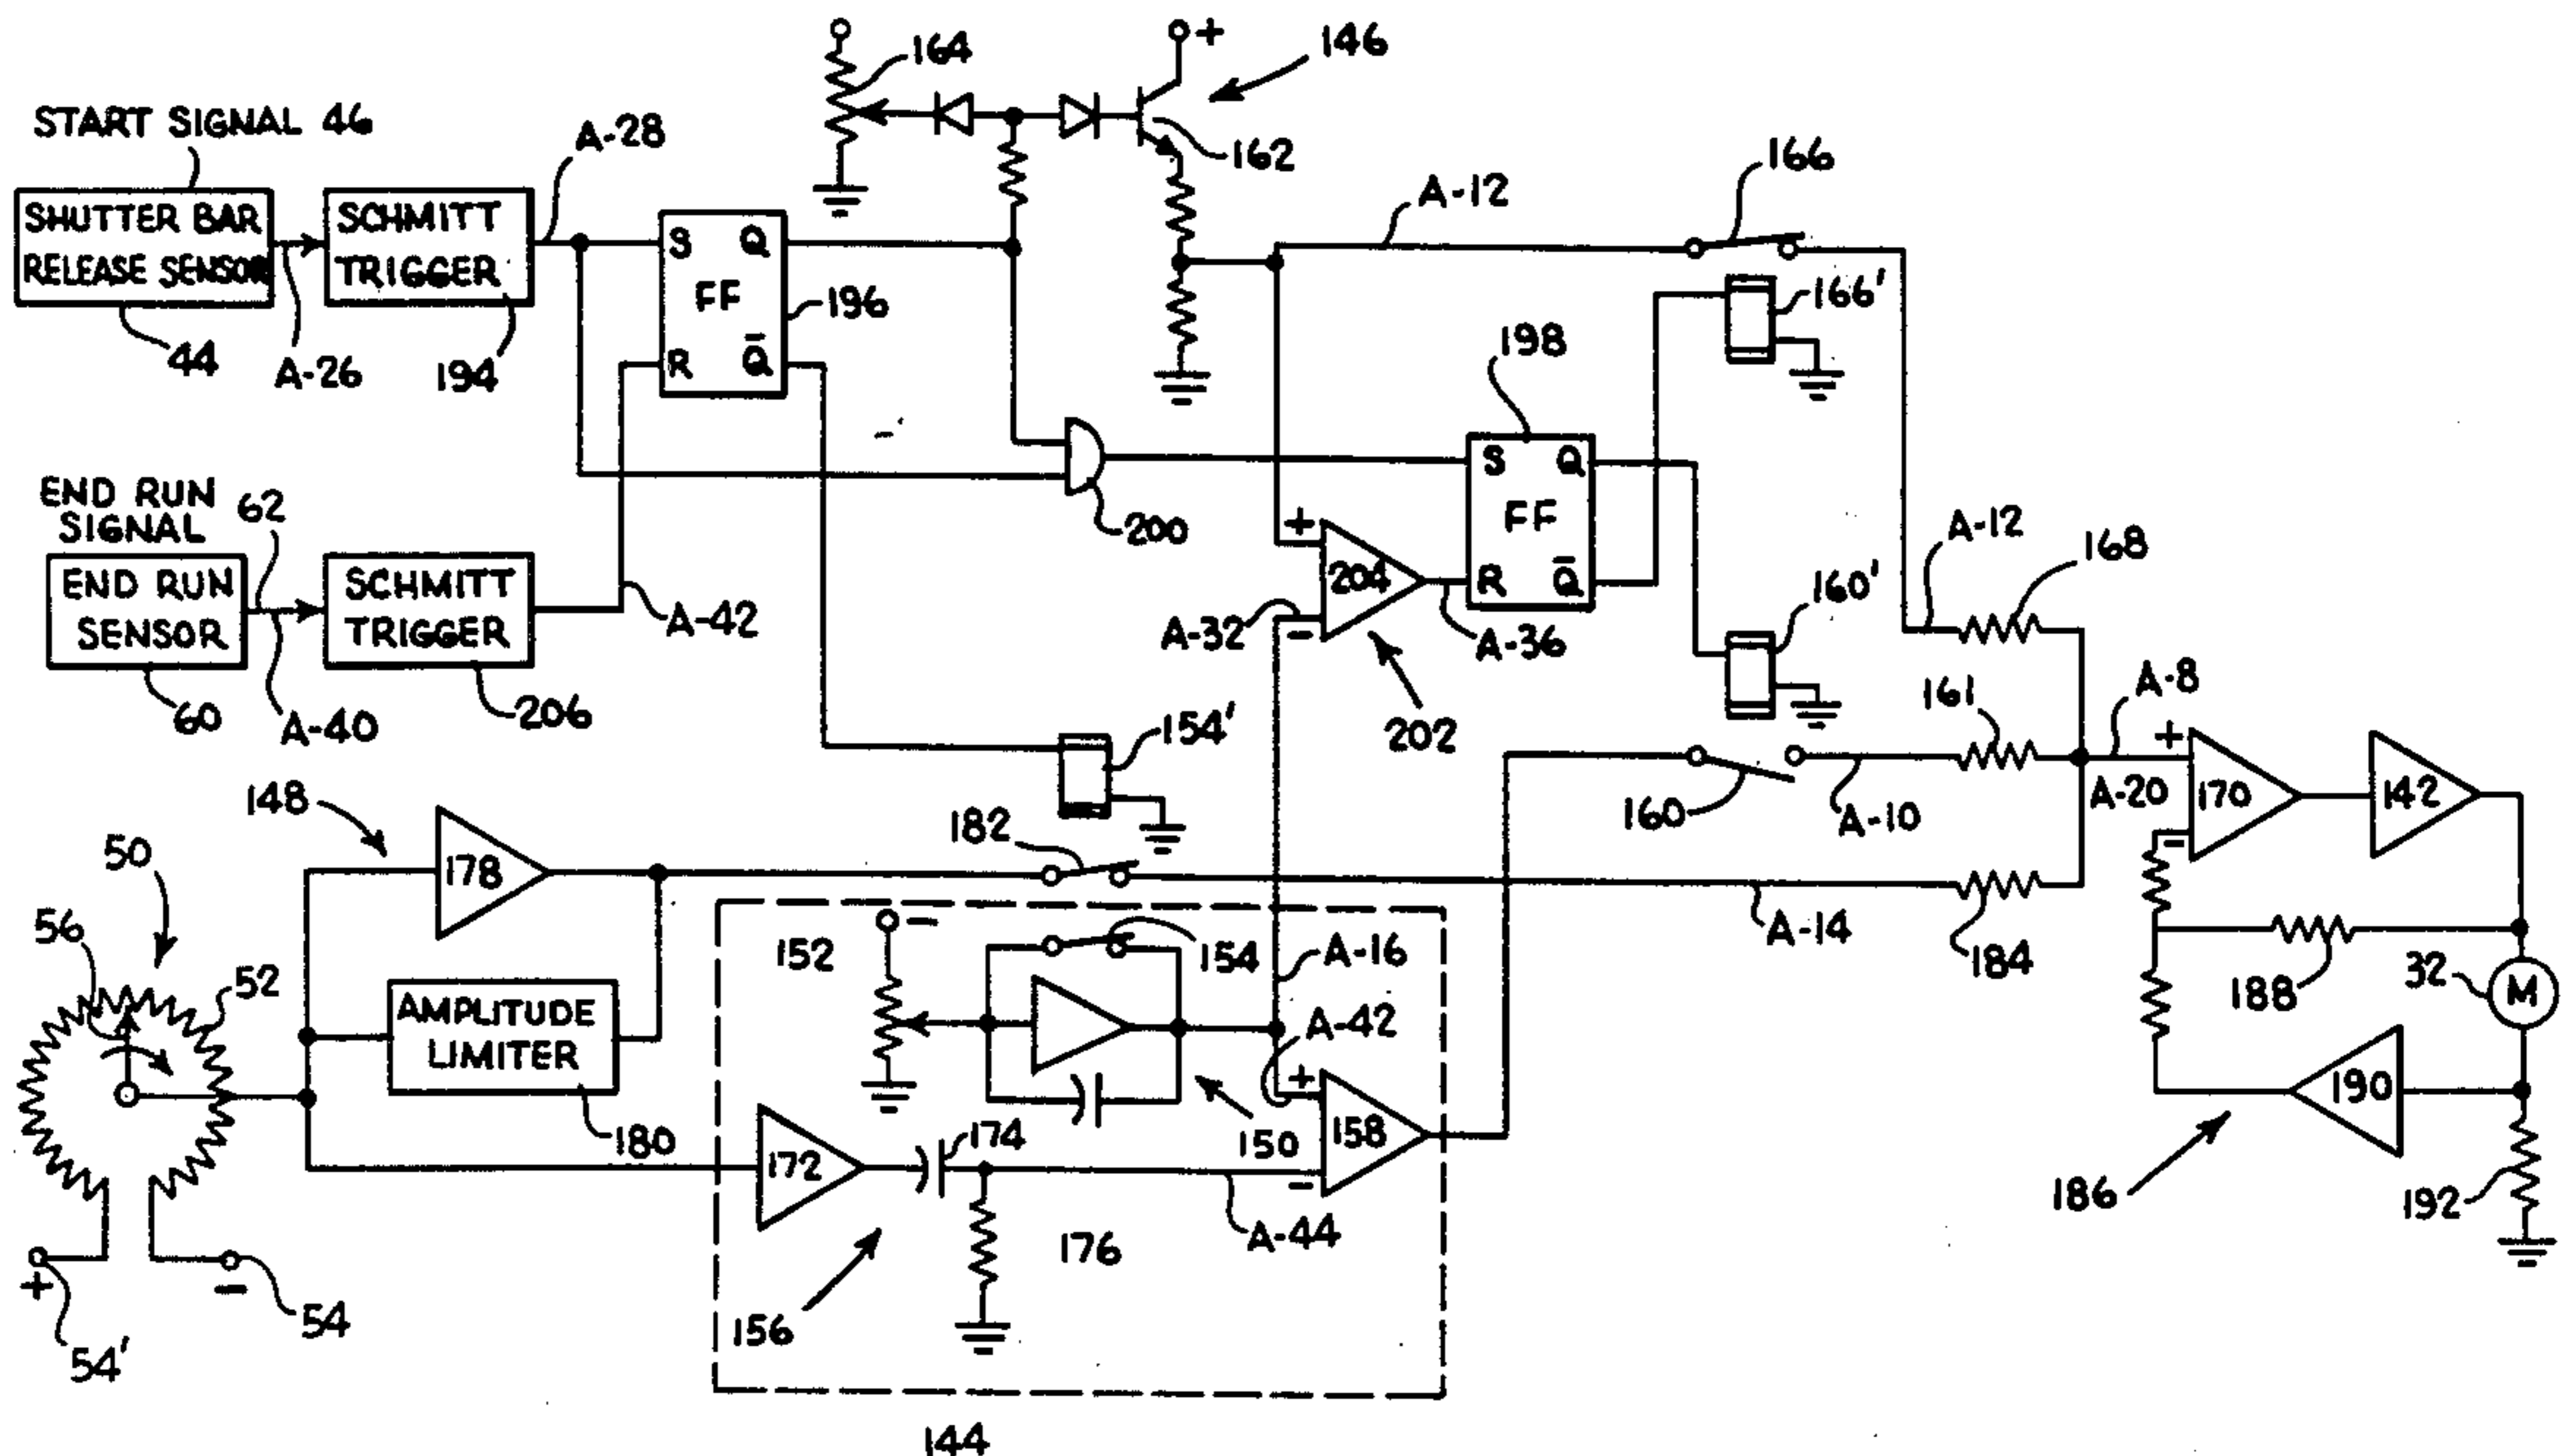 164
+
146
START SIGNAL 46
A-28
162
166
A-12
SHUTTER BAR
RELEASE SENSOR
SCHMITT
TRIGGER
S Q
FF
R Q̅
196
166'
44
A-26
194
198
END RUN
SIGNAL
62
200
S Q
FF
R Q̅
A-12
168
+
204
-
A-32
A-36
160'
END RUN
SENSOR
SCHMITT
TRIGGER
A-42
60
A-40
206
202
161
A-8
154'
+
170
-
142
A-20
148
182
160
A-10
50
178
A-14
184
56
52
152
-
154
A-16
188
32
M
AMPLITUDE
LIMITER
A-42
180
174
150
+
158
-
190
172
186
192
176
A-44
156
+
-
54
54'
144